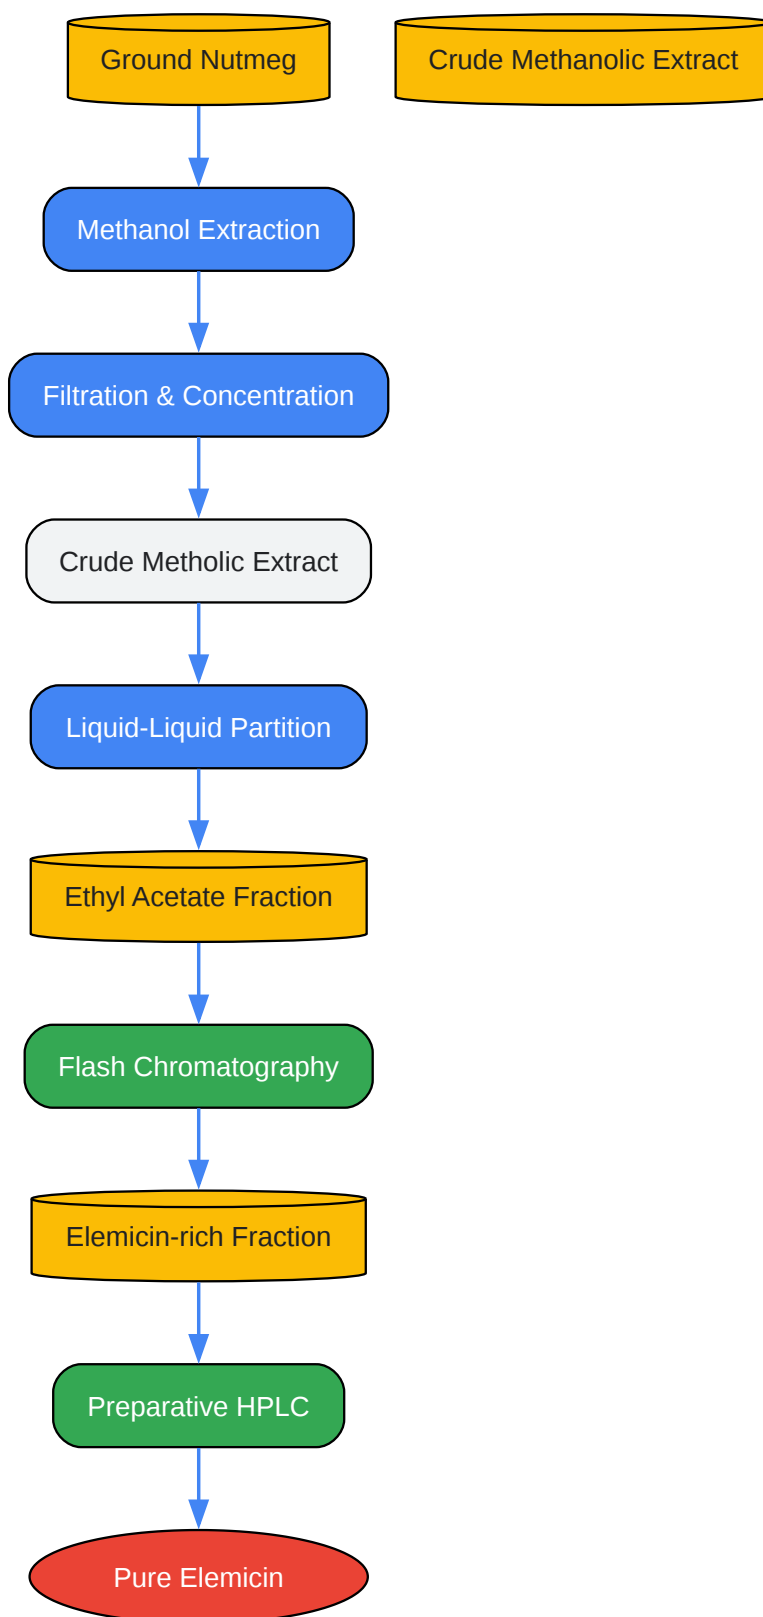 Ground Nutmeg
Crude Methanolic Extract
Methanol Extraction
Filtration & Concentration
Crude Metholic Extract
Liquid-Liquid Partition
Ethyl Acetate Fraction
Flash Chromatography
Elemicin-rich Fraction
Preparative HPLC
Pure Elemicin